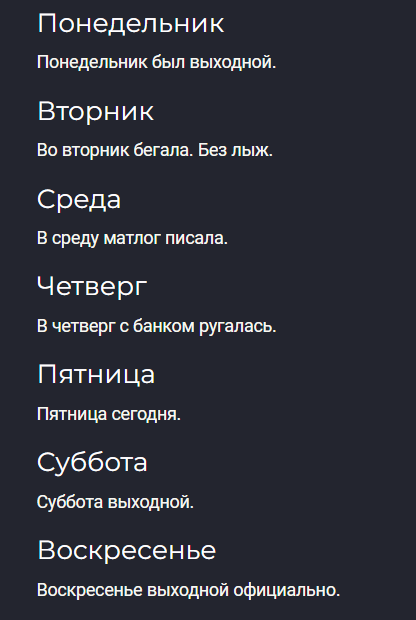 Понедельник
Понедельник был выходной.
Вторник
Во вторник бегала. Без лыж.
Среда
В среду матлог писала.
Четверг
В четверг с банком ругалась.
Пятница
Пятница сегодня.
Суббота
Суббота выходной.
Воскресенье
Воскресенье выходной официально.